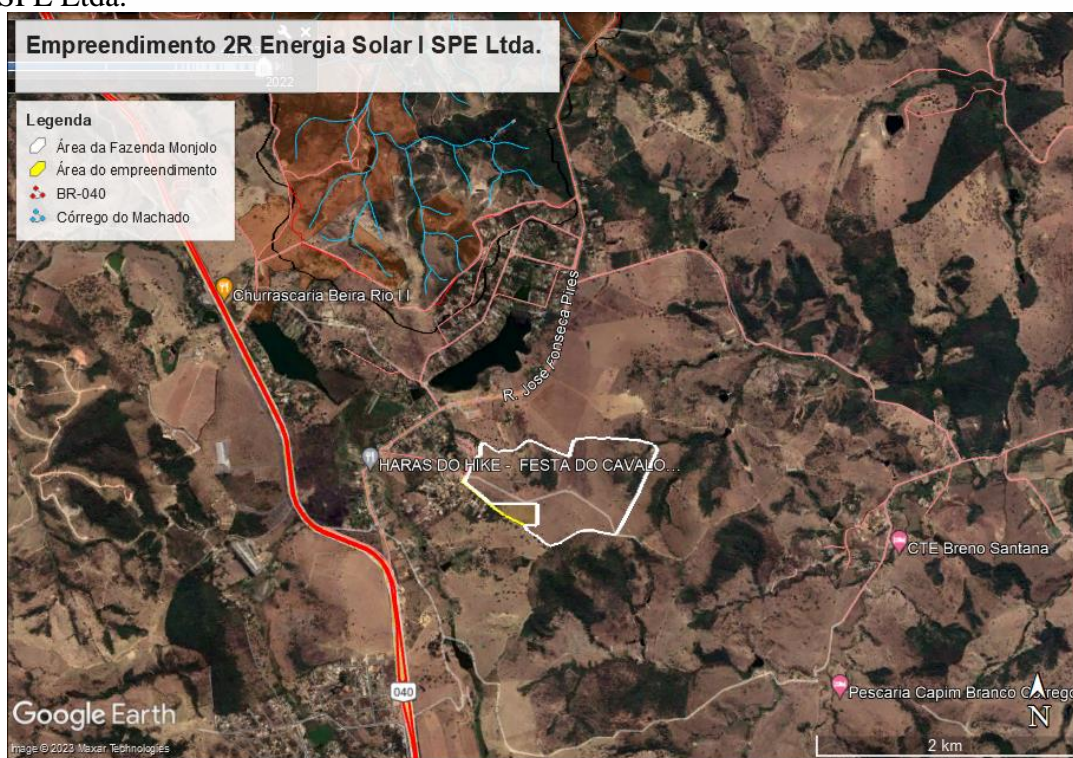 SPE Ltda.
Empreendimento 2R Energia Solar I SPE Ltda.
2022
Legenda
Área da Fazenda Monjolo
Área do empreendimento
BR-040
Córrego do Machado
Churrascaria Beira Rio II
R. José Fonseca Pires
HARAS DO HIKE - FESTA DO CAVALO...
CTE Breno Santana
040
Pescaria Capim Branco Correg
N
Google Earth
Image © 2023 Maxar Technologies
2 km